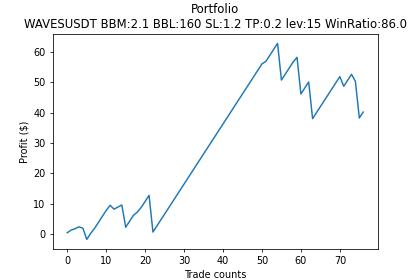 Portfolio
WAVESUSDT BBM:2.1 BBL:160 SL:1.2 TP:0.2 lev:15 WinRatio:86.0
Profit ($)
60
50
40
30
20
10
0
0 10 20 30 40 50 60 70
Trade counts